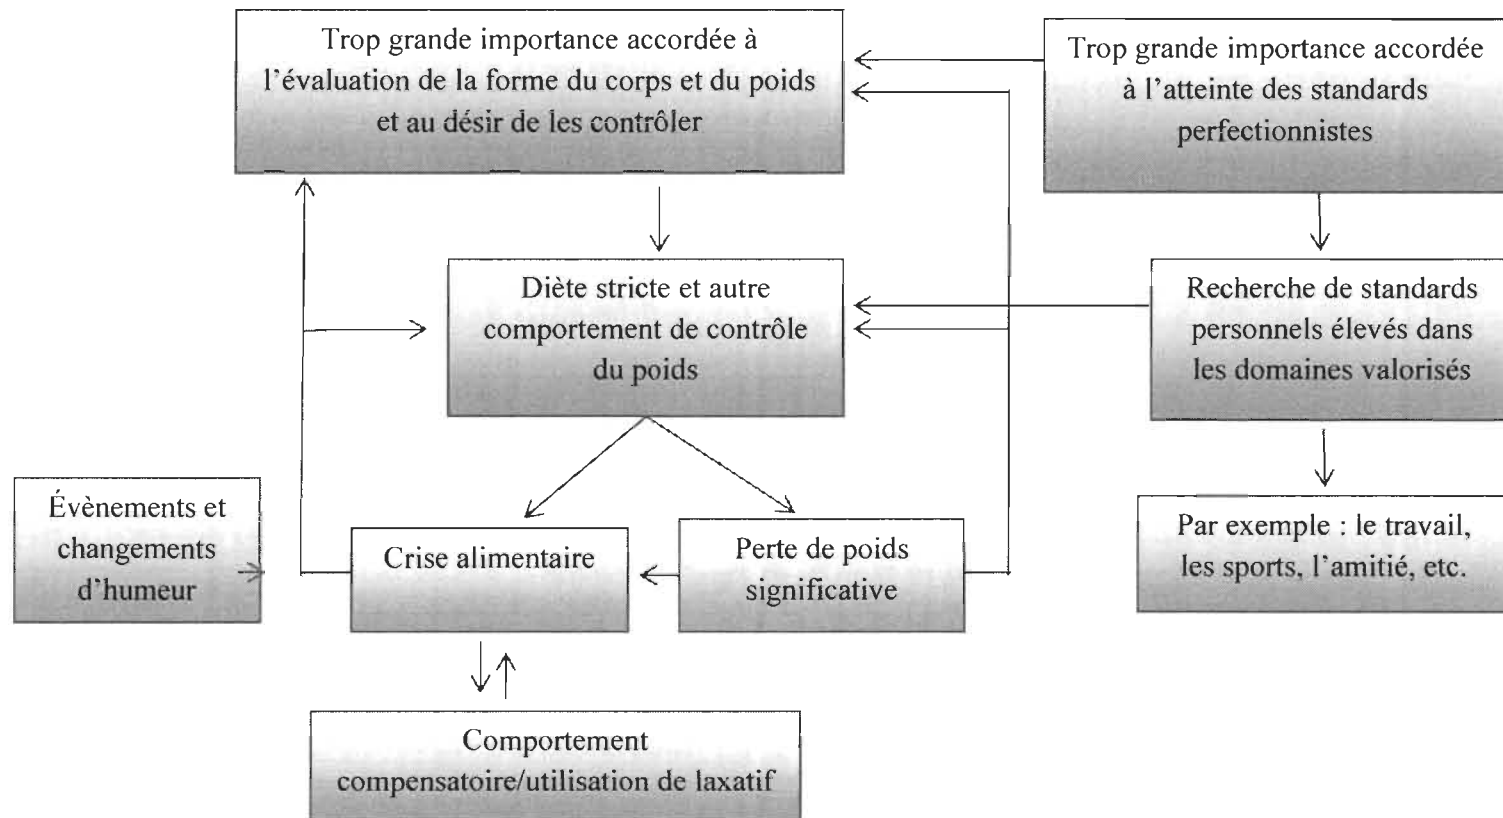 Trop grande importance accordée à
l'évaluation de la forme du corps et du poids
et au désir de les contrôler
Trop grande importance accordée
à l'atteinte des standards
perfectionnistes
Diète stricte et autre
comportement de contrôle
du poids
Recherche de standards
personnels élevés dans
les domaines valorisés
Évènements et
changements
d'humeur
Crise alimentaire
Perte de poids
significative
Par exemple : le travail,
les sports, l'amitié, etc.
Comportement
compensatoire/utilisation de laxatif